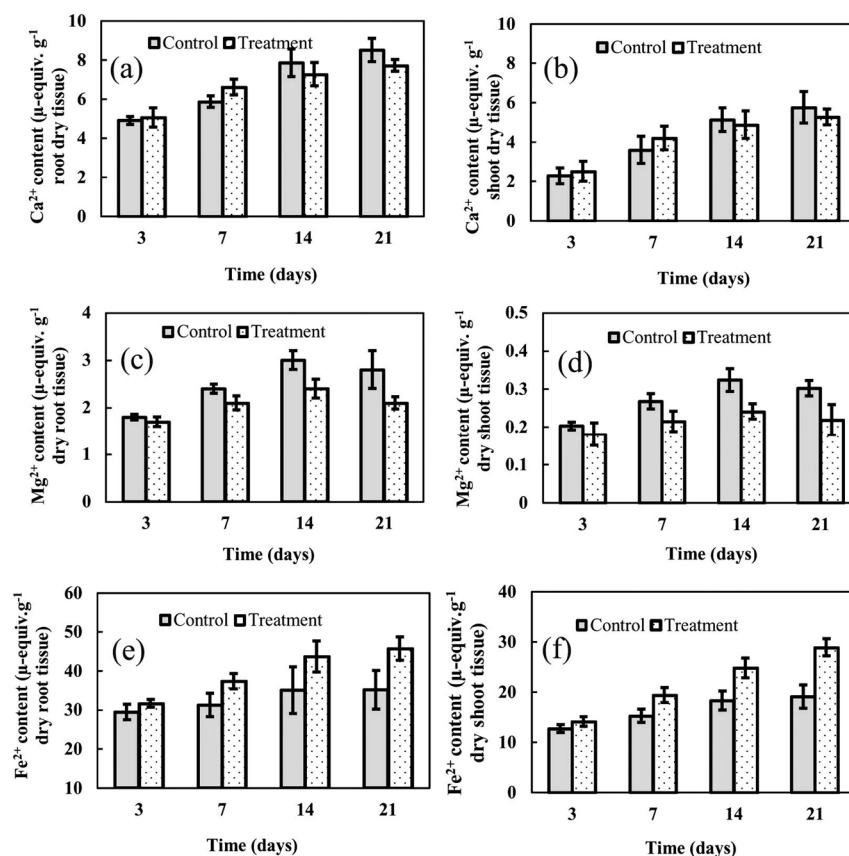 Ca²⁺ content (μ-equiv. g⁻¹
root dry tissue)
10
8
6
4
2
0
(a)
Control Treatment
3 7 14 21
Time (days)
Ca²⁺ content (μ-equiv. g⁻¹
shoot dry tissue)
10
8
6
4
2
0
(b)
Control Treatment
3 7 14 21
Time (days)
Mg²⁺ content (μ-equiv. g⁻¹
dry root tissue)
4
3
2
1
0
(c)
Control Treatment
3 7 14 21
Time (days)
Mg²⁺ content (μ-equiv. g⁻¹
dry shoot tissue)
0.5
0.4
0.3
0.2
0.1
0
(d)
Control Treatment
3 7 14 21
Time (days)
Fe²⁺ content (μ-equiv.g⁻¹
dry root tissue)
60
50
40
30
20
10
(e)
Control Treatment
3 7 14 21
Time (days)
Fe²⁺ content (μ-equiv.g⁻¹
dry shoot tissue)
40
30
20
10
0
(f)
Control Treatment
3 7 14 21
Time (days)